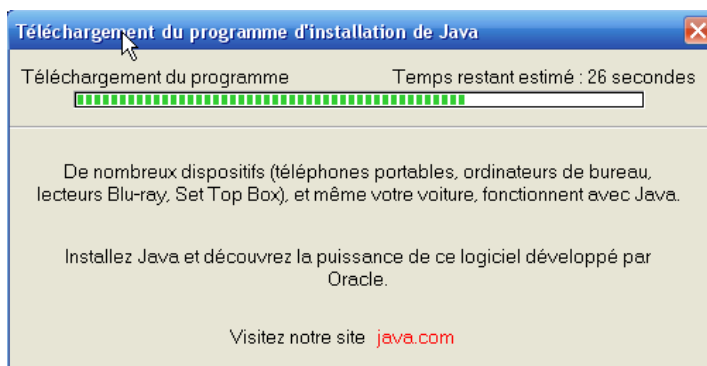 Téléchargement du programme d'installation de Java
Téléchargement du programme Temps restant estimé : 26 secondes
De nombreux dispositifs (téléphones portables, ordinateurs de bureau,
lecteurs Blu-ray, Set Top Box), et même votre voiture, fonctionnent avec Java.
Installez Java et découvrez la puissance de ce logiciel développé par
Oracle.
Visitez notre site java.com